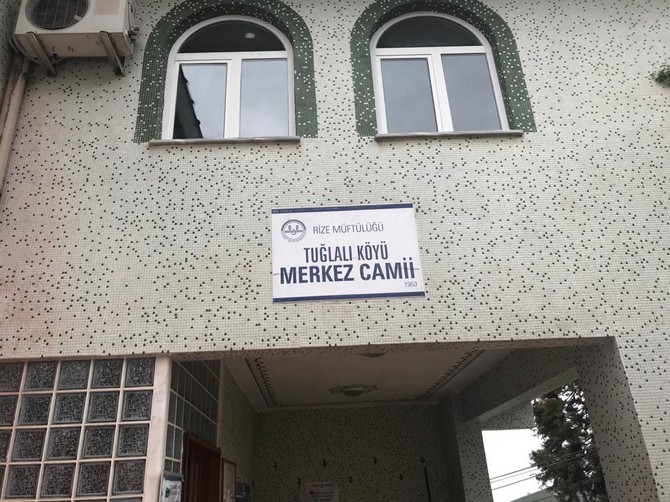 RİZE MÜFTÜLÜĞÜ
TUĞLALI KÖYÜ
MERKEZ CAMİİ
1953